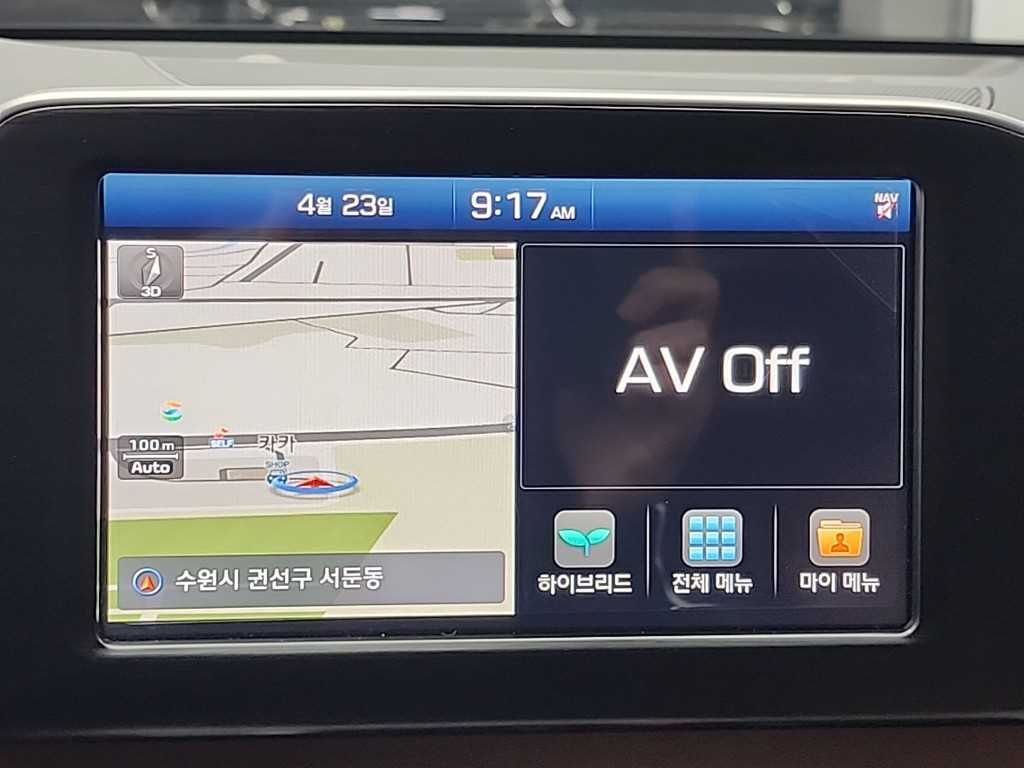 4월 23일
9:17 AM
NAV
S
3D
AV Off
100 m
Auto
SELF
SHOP
수원시 권선구 서둔동
하이브리드
전체 메뉴
마이 메뉴